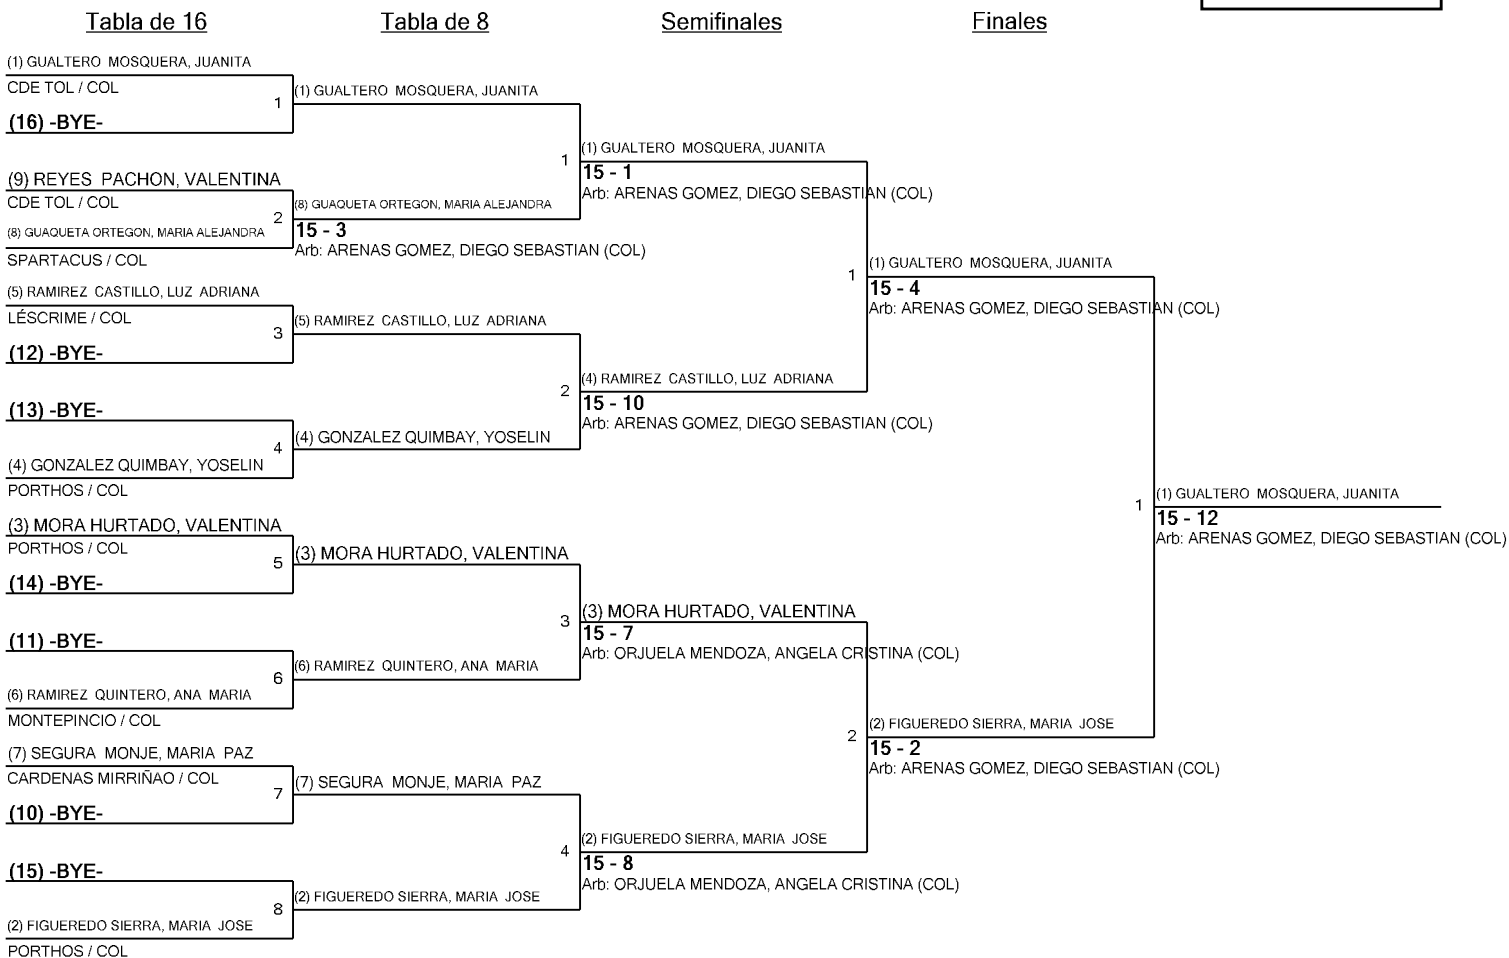 Tabla de 16
Tabla de 8
Semifinales
Finales
(1) GUALTERO MOSQUERA, JUANITA
CDE TOL / COL
1
(16) -BYE-
(9) REYES PACHON, VALENTINA
CDE TOL / COL
2
(8) GUAQUETA ORTEGON, MARIA ALEJANDRA
SPARTACUS / COL
(5) RAMIREZ CASTILLO, LUZ ADRIANA
LÉSCRIME / COL
3
(12) -BYE-
(13) -BYE-
4
(4) GONZALEZ QUIMBAY, YOSELIN
PORTHOS / COL
(3) MORA HURTADO, VALENTINA
PORTHOS / COL
5
(14) -BYE-
(11) -BYE-
6
(6) RAMIREZ QUINTERO, ANA MARIA
MONTEPINCIO / COL
(7) SEGURA MONJE, MARIA PAZ
CARDENAS MIRRIÑAO / COL
7
(10) -BYE-
(15) -BYE-
8
(2) FIGUEREDO SIERRA, MARIA JOSE
PORTHOS / COL
(1) GUALTERO MOSQUERA, JUANITA
1
(8) GUAQUETA ORTEGON, MARIA ALEJANDRA
15 - 3
Arb: ARENAS GOMEZ, DIEGO SEBASTIAN (COL)
(5) RAMIREZ CASTILLO, LUZ ADRIANA
2
(4) GONZALEZ QUIMBAY, YOSELIN
(3) MORA HURTADO, VALENTINA
3
(6) RAMIREZ QUINTERO, ANA MARIA
(7) SEGURA MONJE, MARIA PAZ
4
(2) FIGUEREDO SIERRA, MARIA JOSE
(1) GUALTERO MOSQUERA, JUANITA
15 - 1
Arb: ARENAS GOMEZ, DIEGO SEBASTIAN (COL)
1
(4) RAMIREZ CASTILLO, LUZ ADRIANA
15 - 10
Arb: ARENAS GOMEZ, DIEGO SEBASTIAN (COL)
(3) MORA HURTADO, VALENTINA
15 - 7
Arb: ORJUELA MENDOZA, ANGELA CRISTINA (COL)
2
(2) FIGUEREDO SIERRA, MARIA JOSE
15 - 8
Arb: ORJUELA MENDOZA, ANGELA CRISTINA (COL)
(1) GUALTERO MOSQUERA, JUANITA
15 - 4
Arb: ARENAS GOMEZ, DIEGO SEBASTIAN (COL)
1
(2) FIGUEREDO SIERRA, MARIA JOSE
15 - 2
Arb: ARENAS GOMEZ, DIEGO SEBASTIAN (COL)
(1) GUALTERO MOSQUERA, JUANITA
15 - 12
Arb: ARENAS GOMEZ, DIEGO SEBASTIAN (COL)